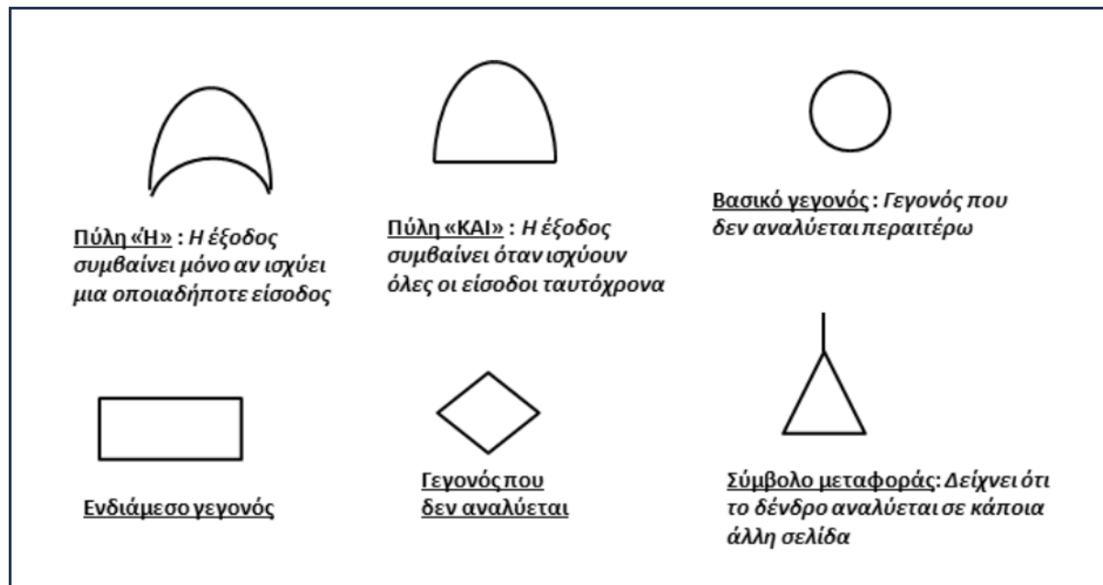 Πύλη «Ή» : Η έξοδος
συμβαίνει μόνο αν ισχύει
μια οποιαδήποτε είσοδος
Πύλη «ΚΑΙ» : Η έξοδος
συμβαίνει όταν ισχύουν
όλες οι είσοδοι ταυτόχρονα
Βασικό γεγονός : Γεγονός που
δεν αναλύεται περαιτέρω
Ενδιάμεσο γεγονός
Γεγονός που
δεν αναλύεται
Σύμβολο μεταφοράς: Δείχνει ότι
το δένδρο αναλύεται σε κάποια
άλλη σελίδα